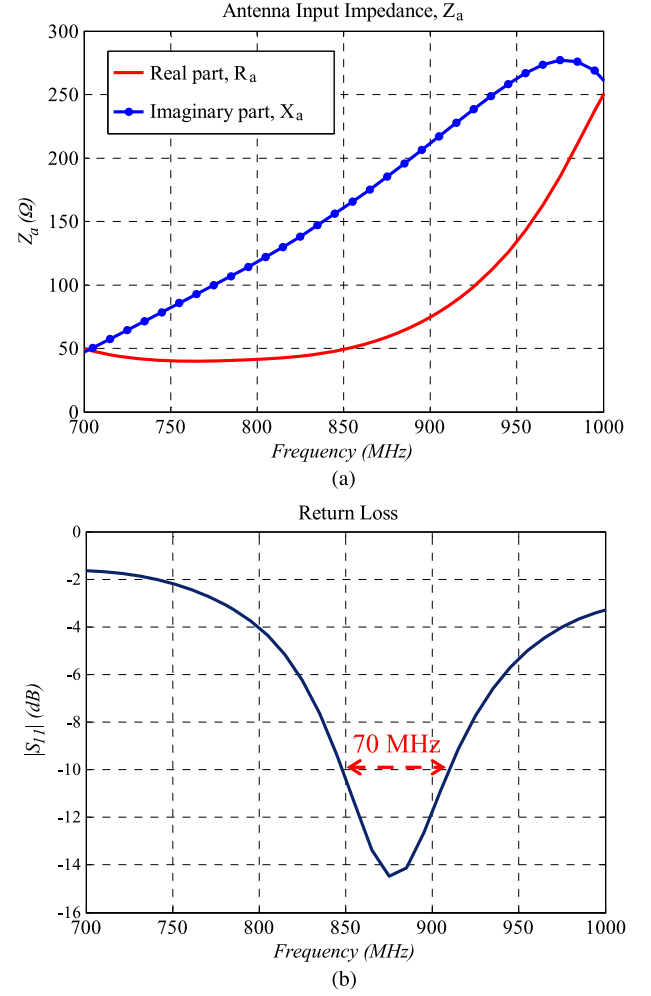 Antenna Input Impedance, Zₐ
300
250
200
150
100
50
0
Zₐ (Ω)
Real part, Rₐ
Imaginary part, Xₐ
700 750 800 850 900 950 1000
Frequency (MHz)
(a)
Return Loss
0
-2
-4
-6
-8
-10
-12
-14
-16
|S₁₁| (dB)
70 MHz
700 750 800 850 900 950 1000
Frequency (MHz)
(b)